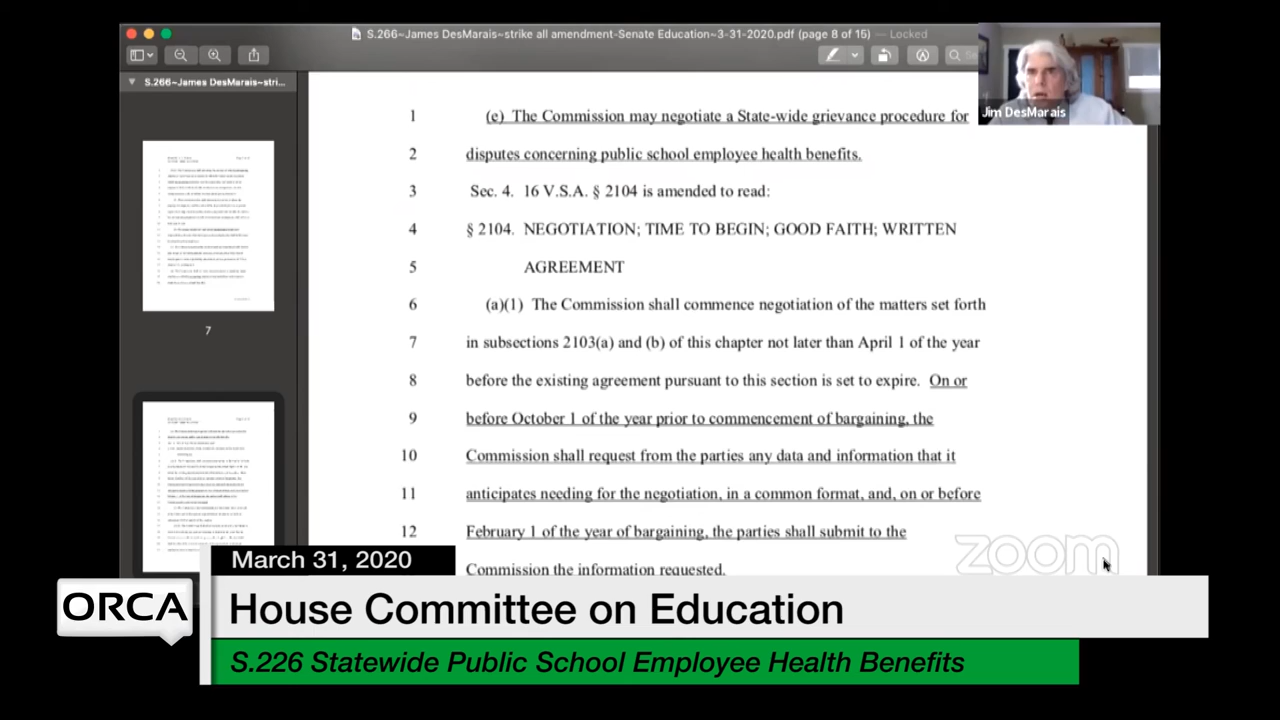 S.266~James DesMarais~strike all amendment-Senate Education~3-31-2020.pdf (page 8 of 15) — Locked
S.266~James DesMarais~stri...
7
Jim DesMarais
1 (e) The Commission may negotiate a State-wide grievance procedure for
2 disputes concerning public school employee health benefits.
3 Sec. 4. 16 V.S.A. § 2104 is amended to read:
4 § 2104. NEGOTIATION; TIME TO BEGIN; GOOD FAITH; WRITTEN
5 AGREEMENT
6 (a)(1) The Commission shall commence negotiation of the matters set forth
7 in subsections 2103(a) and (b) of this chapter not later than April 1 of the year
8 before the existing agreement pursuant to this section is set to expire. On or
9 before October 1 of the year prior to commencement of bargaining, the
10 Commission shall request from the parties any data and information that it
11 anticipates needing for negotiation, in a common format, and on or before
12 February 1 of the year of bargaining, the parties shall submit to the
Commission the information requested.
zoom
March 31, 2020
ORCA
House Committee on Education
S.226 Statewide Public School Employee Health Benefits